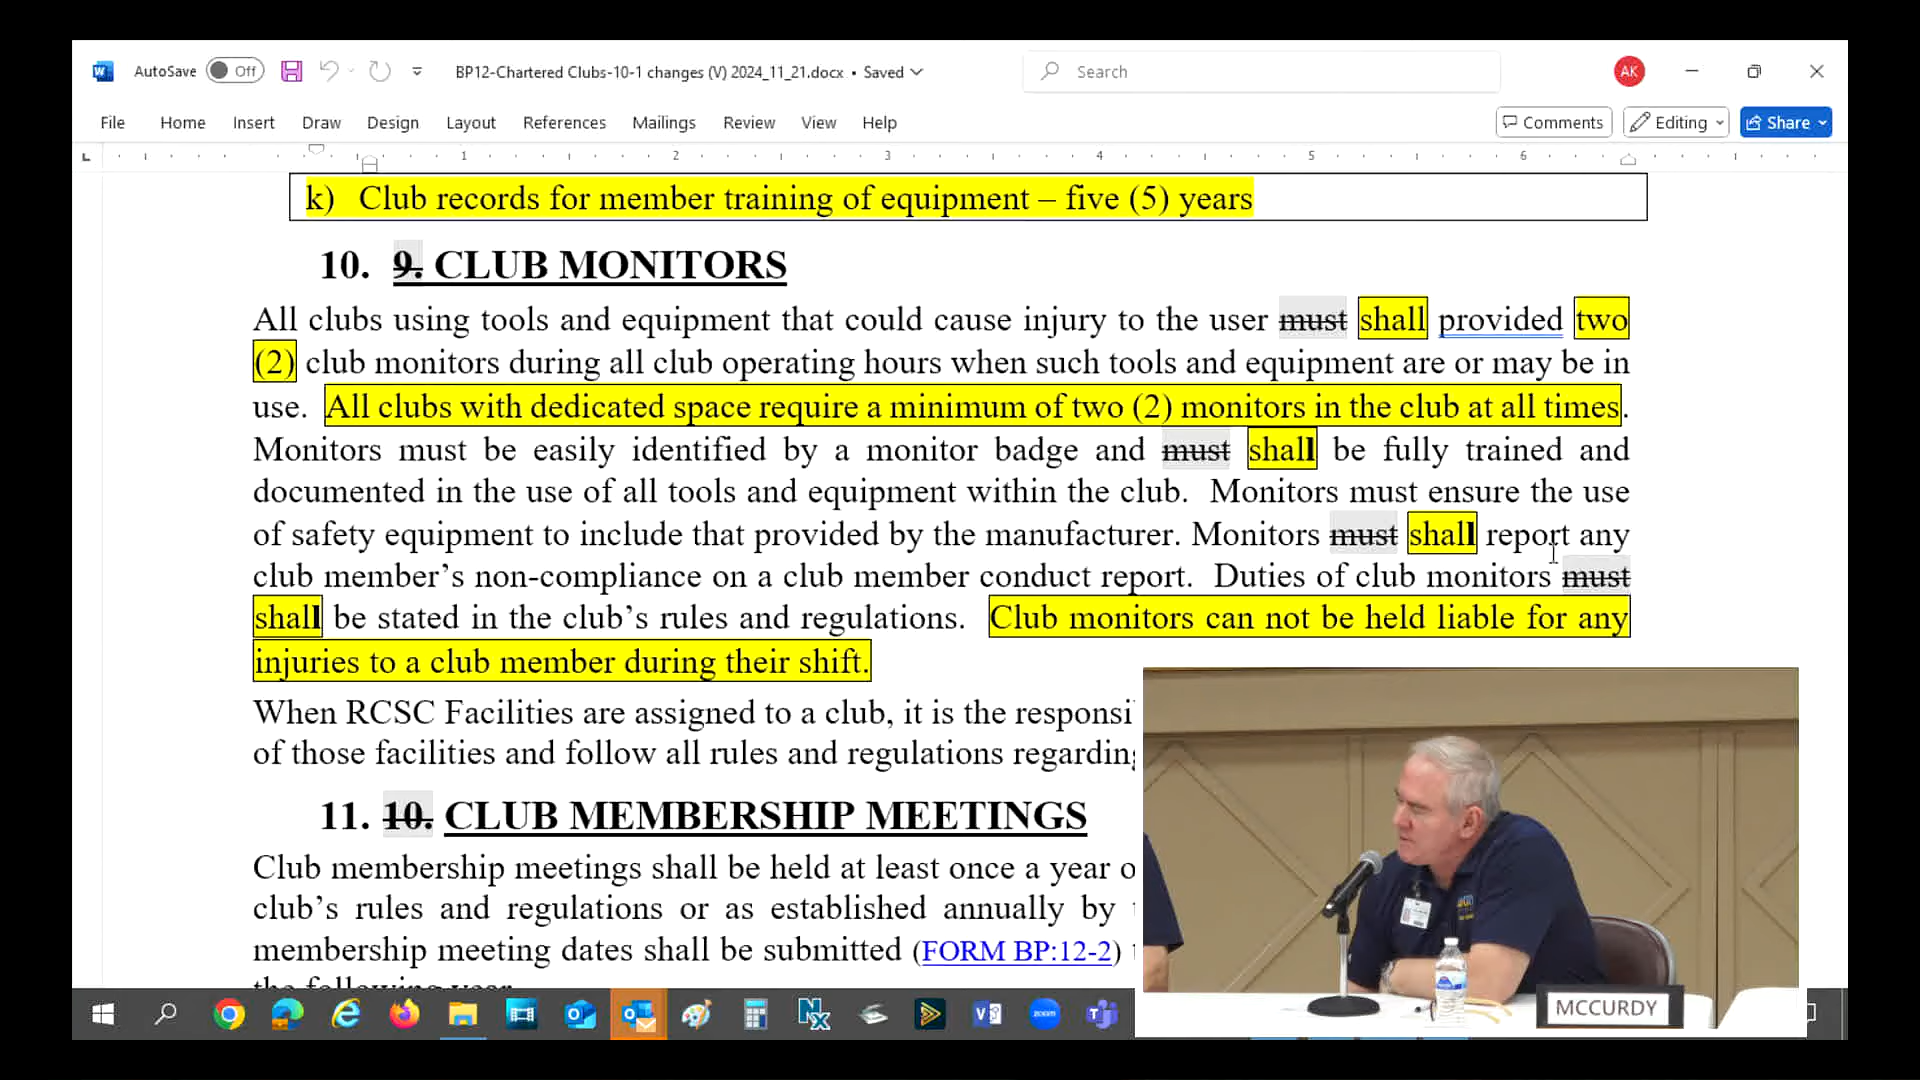 AutoSave Off BP12-Chartered Clubs-10-1 changes (V) 2024_11_21.docx • Saved Search AK
File Home Insert Draw Design Layout References Mailings Review View Help Comments Editing Share
1 2 3 4 5 6
k) Club records for member training of equipment – five (5) years
10. 9. CLUB MONITORS
All clubs using tools and equipment that could cause injury to the user must shall provided two
(2) club monitors during all club operating hours when such tools and equipment are or may be in
use. All clubs with dedicated space require a minimum of two (2) monitors in the club at all times.
Monitors must be easily identified by a monitor badge and must shall be fully trained and
documented in the use of all tools and equipment within the club. Monitors must ensure the use
of safety equipment to include that provided by the manufacturer. Monitors must shall report any
club member’s non-compliance on a club member conduct report. Duties of club monitors must
shall be stated in the club’s rules and regulations. Club monitors can not be held liable for any
injuries to a club member during their shift.
When RCSC Facilities are assigned to a club, it is the
of those facilities and follow all rules and regulations
11. 10. CLUB MEMBERSHIP MEETINGS
Club membership meetings shall be held at least once a year
club’s rules and regulations or as established annually by
membership meeting dates shall be submitted (FORM BP:12-2)
the following year
zoom
MCCURDY